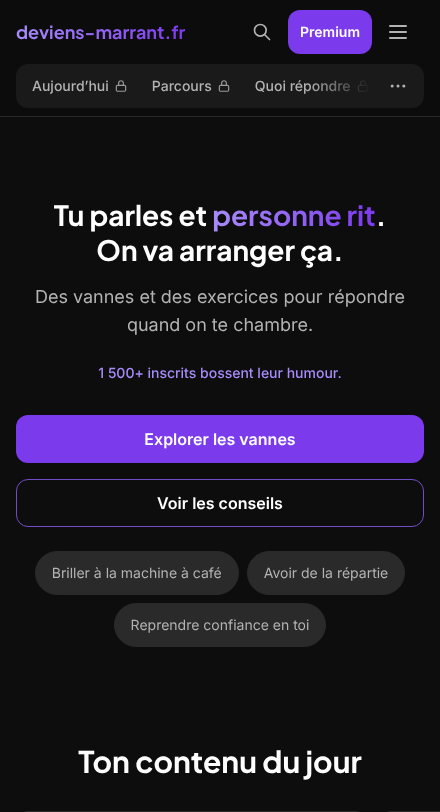 deviens-marrant.fr
Premium
Aujourd’hui
Parcours
Quoi répondre
Tu parles et personne rit.
On va arranger ça.
Des vannes et des exercices pour répondre
quand on te chambre.
1 500+ inscrits bossent leur humour.
Explorer les vannes
Voir les conseils
Briller à la machine à café
Avoir de la répartie
Reprendre confiance en toi
Ton contenu du jour